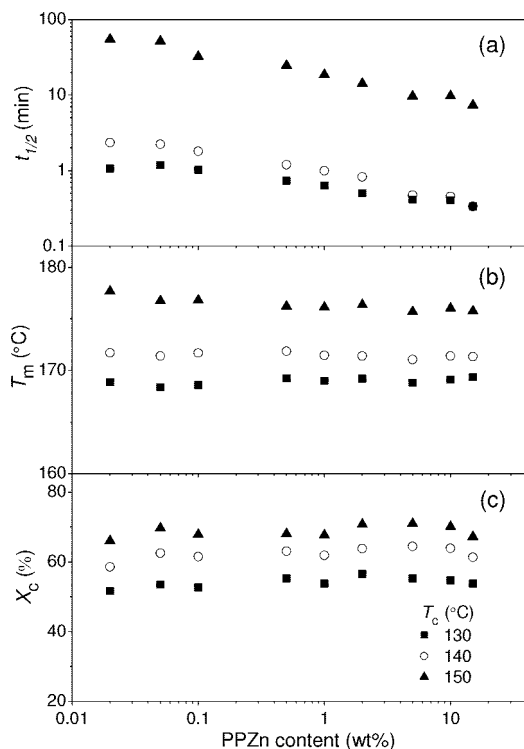 100
(a)
10
t1/2 (min)
1
0.1
180
(b)
Tm (°C)
170
160
80
(c)
60
Xc (%)
40
Tc (°C)
130
140
150
20
0.01 0.1 1 10
PPZn content (wt%)